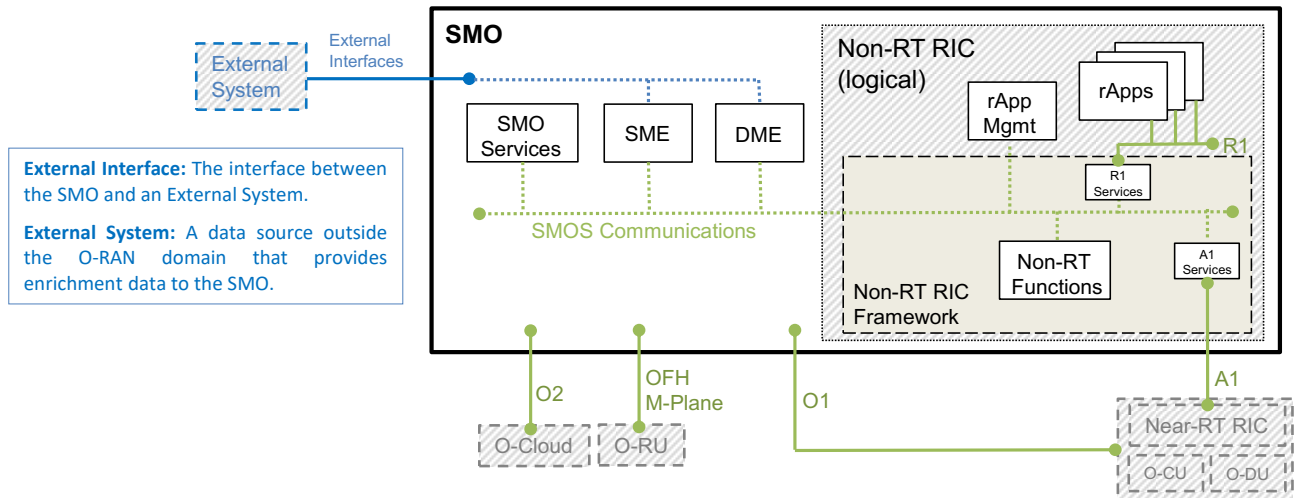 SMO
External
Interfaces
External
System
Non-RT RIC
(logical)
rApp
Mgmt
rApps
SMO
Services
SME
DME
R1
R1
Services
External Interface: The interface between
the SMO and an External System.
External System: A data source outside
the O-RAN domain that provides
enrichment data to the SMO.
SMOS Communications
Non-RT
Functions
A1
Services
Non-RT RIC
Framework
O2
OFH
M-Plane
O1
A1
O-Cloud
O-RU
Near-RT RIC
O-CU
O-DU